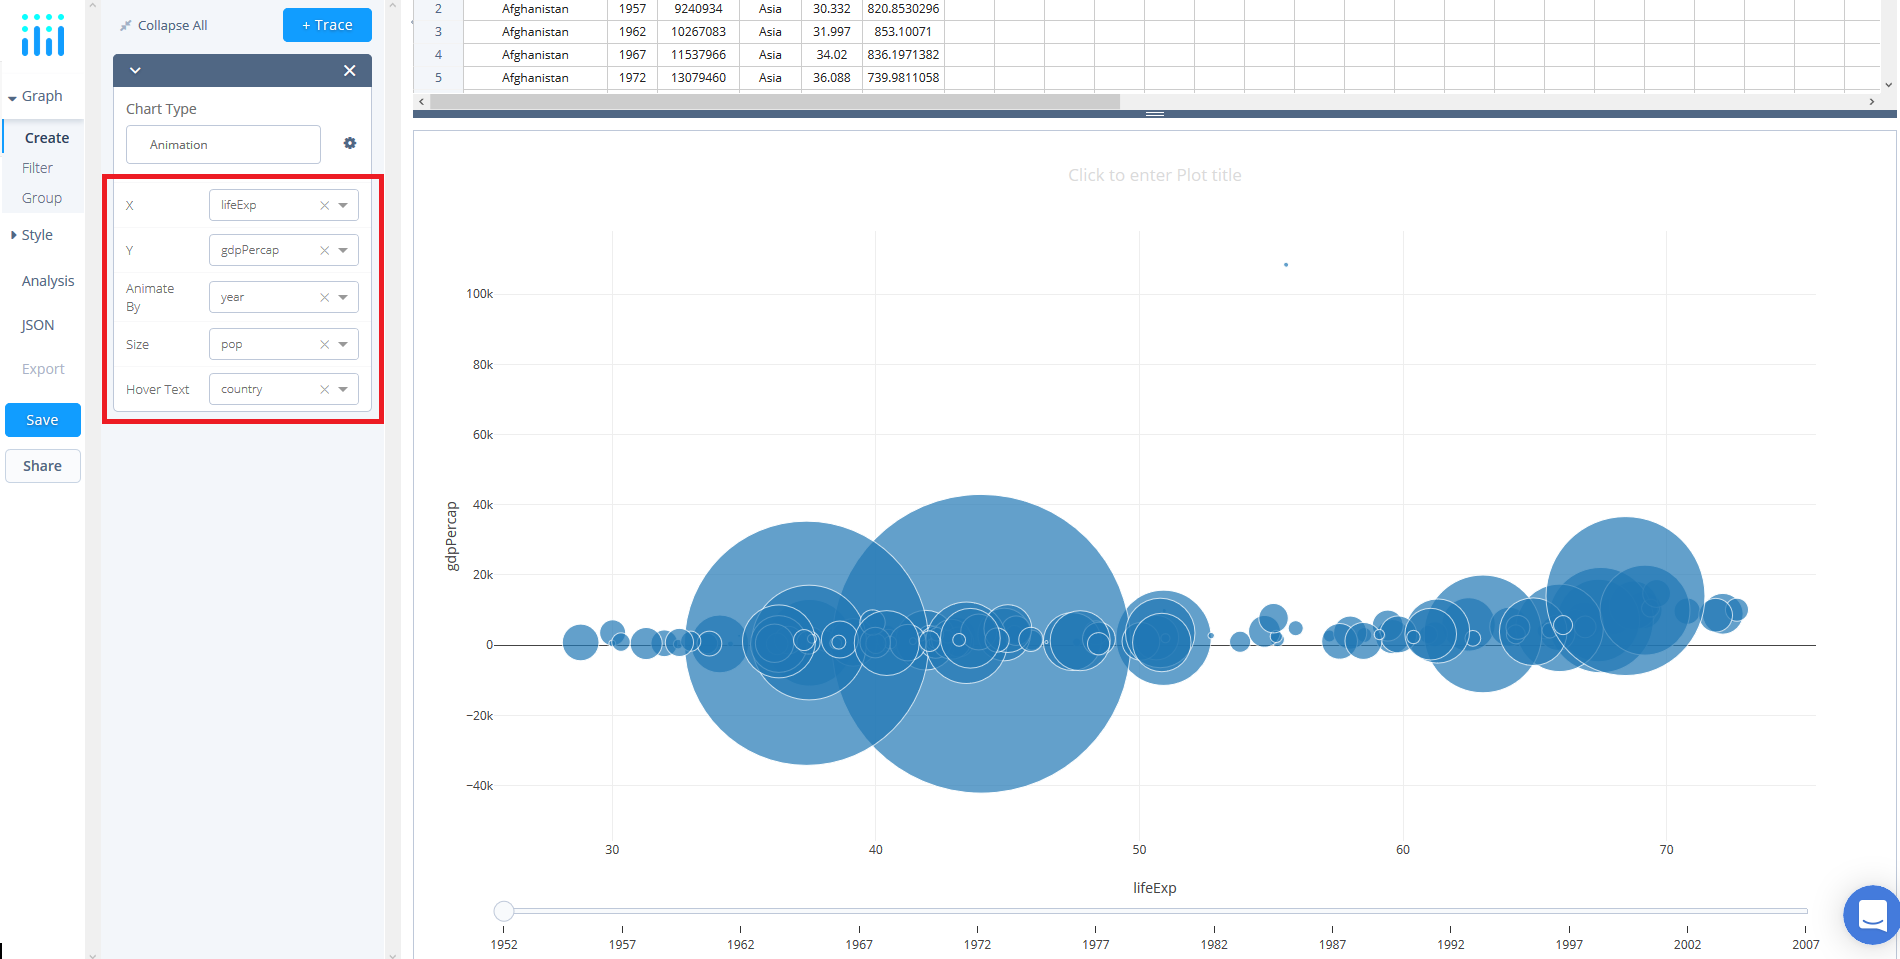 Collapse All
+ Trace
Graph
Create
Filter
Group
Style
Analysis
JSON
Export
Save
Share
Chart Type
Animation
X lifeExp
Y gdpPercap
Animate
By year
Size pop
Hover Text country
2 Afghanistan 1957 9240934 Asia 30.332 820.8530296
3 Afghanistan 1962 10267083 Asia 31.997 853.10071
4 Afghanistan 1967 11537966 Asia 34.02 836.1971382
5 Afghanistan 1972 13079460 Asia 36.088 739.9811058
Click to enter Plot title
100k
80k
60k
40k
20k
0
−20k
−40k
gdpPercap
30 40 50 60 70
lifeExp
1952 1957 1962 1967 1972 1977 1982 1987 1992 1997 2002 2007